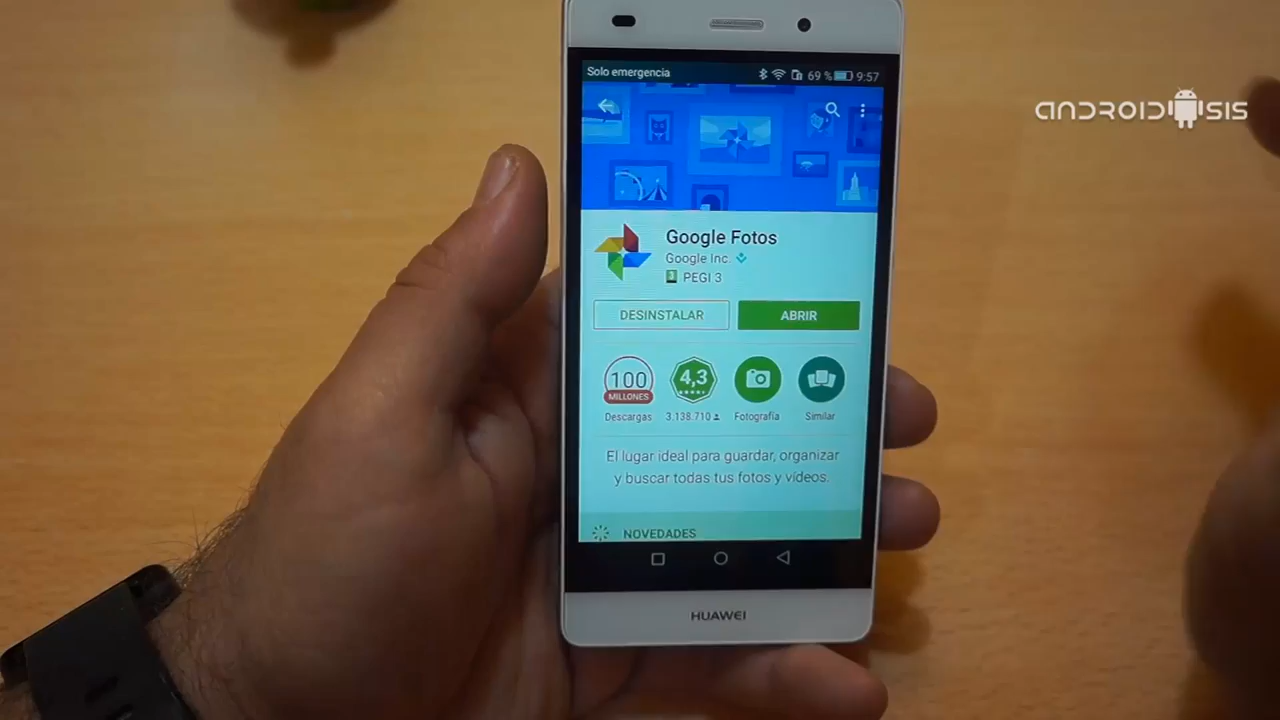 Solo emergencia 69 % 9:57
ANDROIDSIS
Google Fotos
Google Inc.
3 PEGI 3
DESINSTALAR ABRIR
100 4,3
MILLONES
Descargas 3.138.710 Fotografía Similar
El lugar ideal para guardar, organizar
y buscar todas tus fotos y vídeos.
NOVEDADES
HUAWEI